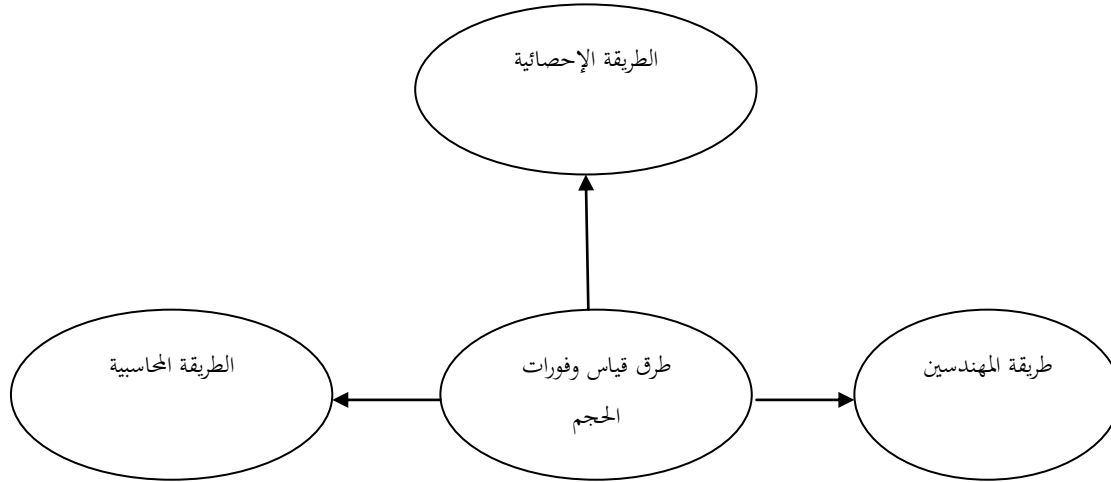 الطريقة الإحصائية
طريقة المهندسين
طرق قياس وفورات
الحجم
الطريقة المحاسبية